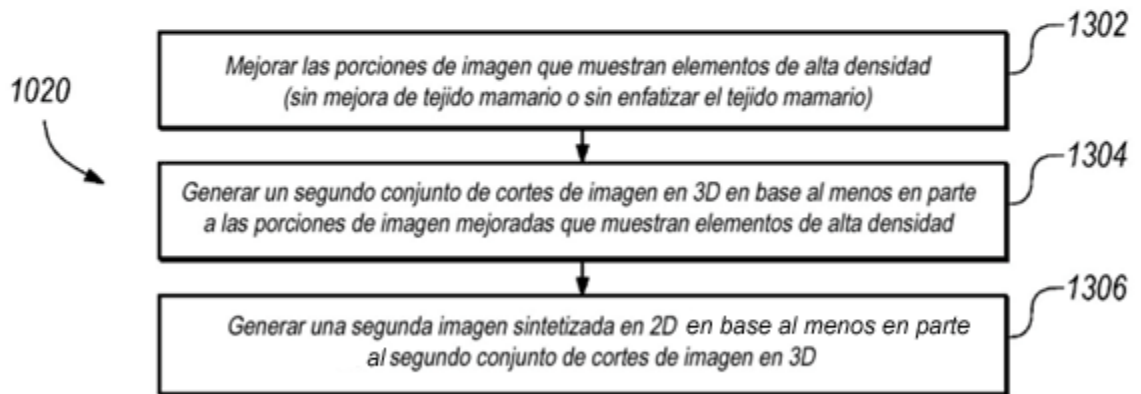 1302
Mejorar las porciones de imagen que muestran elementos de alta densidad
(sin mejora de tejido mamario o sin enfatizar el tejido mamario)
1020
1304
Generar un segundo conjunto de cortes de imagen en 3D en base al menos en parte
a las porciones de imagen mejoradas que muestran elementos de alta densidad
1306
Generar una segunda imagen sintetizada en 2D en base al menos en parte
al segundo conjunto de cortes de imagen en 3D